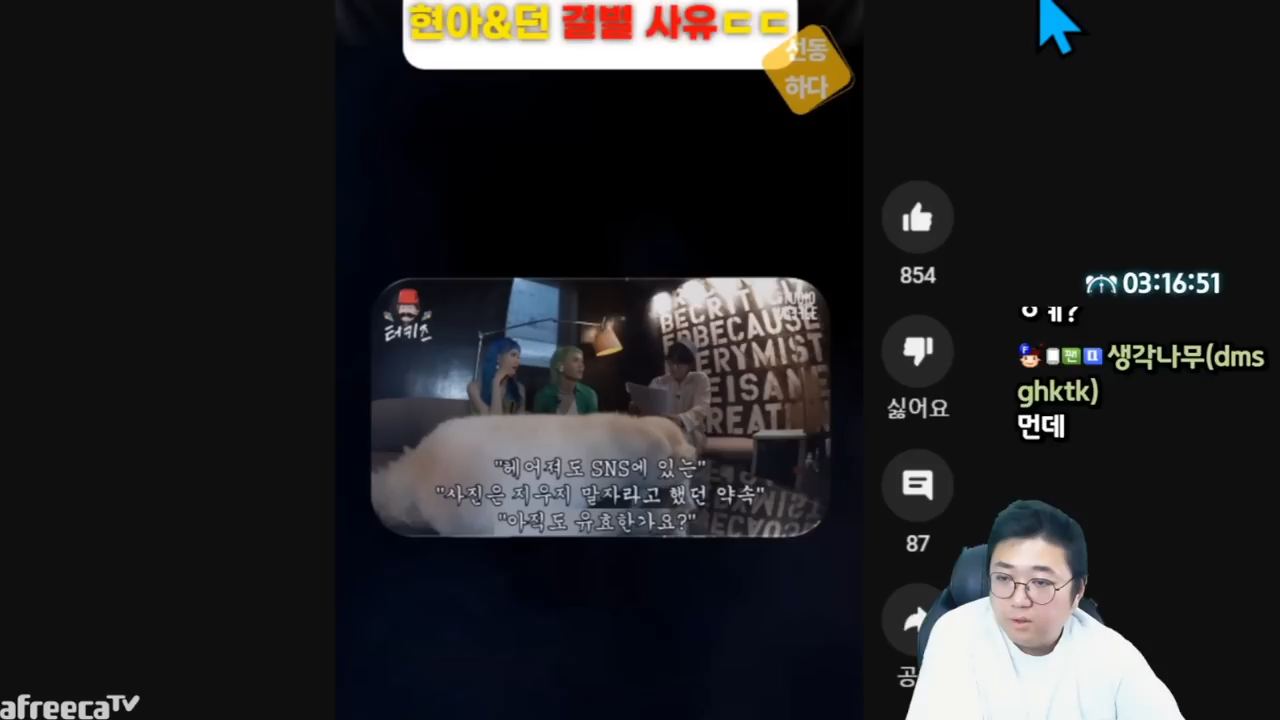 현아&던 결별 사유ㄷㄷ
선동
하다
854
03:16:51
싫어요
생각나무(dms
ghktk)
먼데
터키즈
BECAUSE
"헤어져도 SNS에 있는"
"사진은 지우지 말자라고 했던 약속"
"아직도 유효한가요?"
87
공
afreecaTV